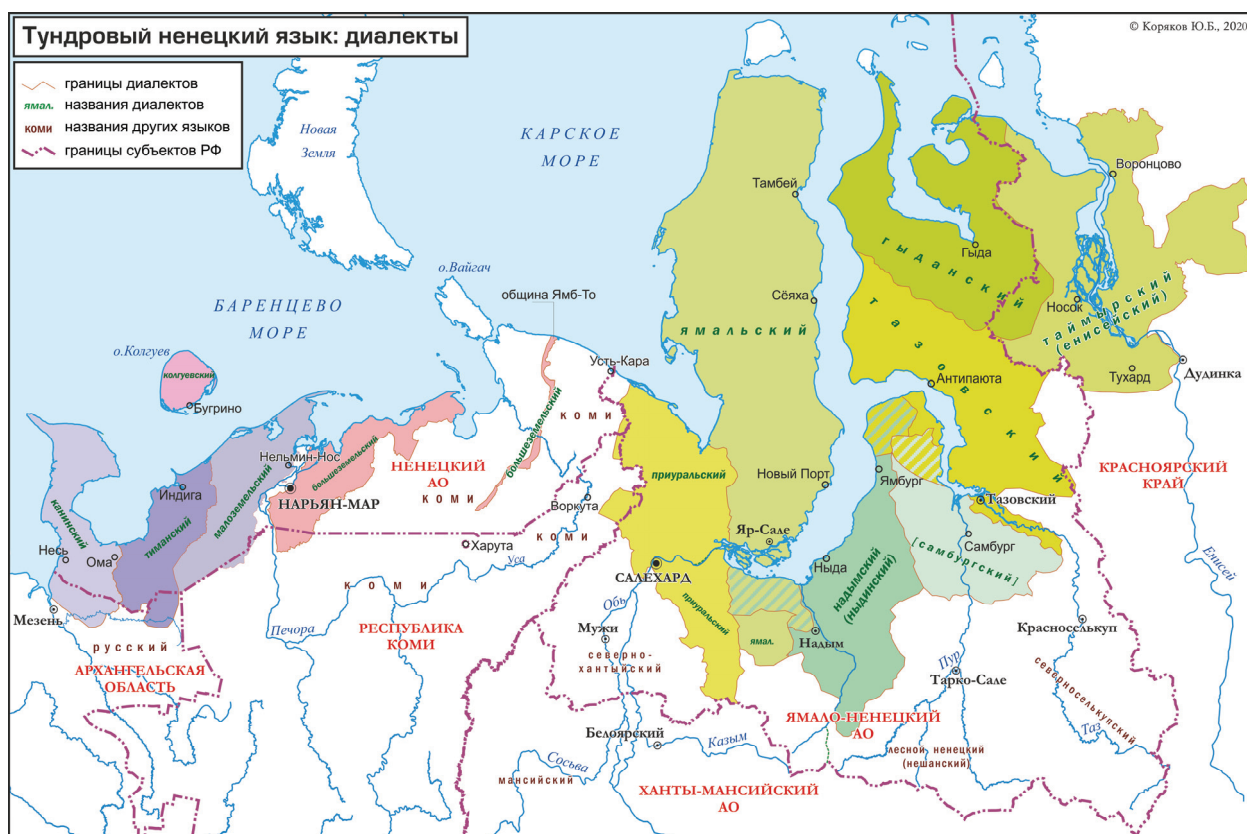 Тундровый ненецкий язык: диалекты
© Коряков Ю.Б., 2020
границы диалектов
ямал. названия диалектов
коми названия других языков
границы субъектов РФ
Новая
Земля
КАРСКОЕ
МОРЕ
БАРЕНЦЕВО
МОРЕ
о.Вайгач
о.Колгуев
община Ямб-То
колгуевский
Бугрино
Усть-Кара
Тамбей
Сёяха
ямальский
Новый Порт
Яр-Сале
Гыда
гыданский
тазовский
Антипаюта
Воронцово
Носок
таймырский
(енисейский)
Тухард
Дудинка
КРАСНОЯРСКИЙ
КРАЙ
Енисей
Нельмин-Нос
большеземельский
большеземельский
НЕНЕЦКИЙ
АО
НАРЬЯН-МАР
Индига
малоземельский
тиманский
канинский
Несь
Ома
Мезень
русский
АРХАНГЕЛЬСКАЯ
ОБЛАСТЬ
коми
коми
коми
коми
Воркута
Харута
Уса
Печора
РЕСПУБЛИКА
КОМИ
приуральский
приуральский
САЛЕХАРД
Обь
Мужи
северно-
хантыйский
ямал.
Надым
Ныда
надымский
(ныдинский)
Ямбург
[самбургский]
Самбург
Тазовский
Красноселькуп
северноселькупский
Таз
Пур
Тарко-Сале
лесной ненецкий
(нешанский)
ЯМАЛО-НЕНЕЦКИЙ
АО
Белоярский
Казым
Сосьва
мансийский
ХАНТЫ-МАНСИЙСКИЙ
АО